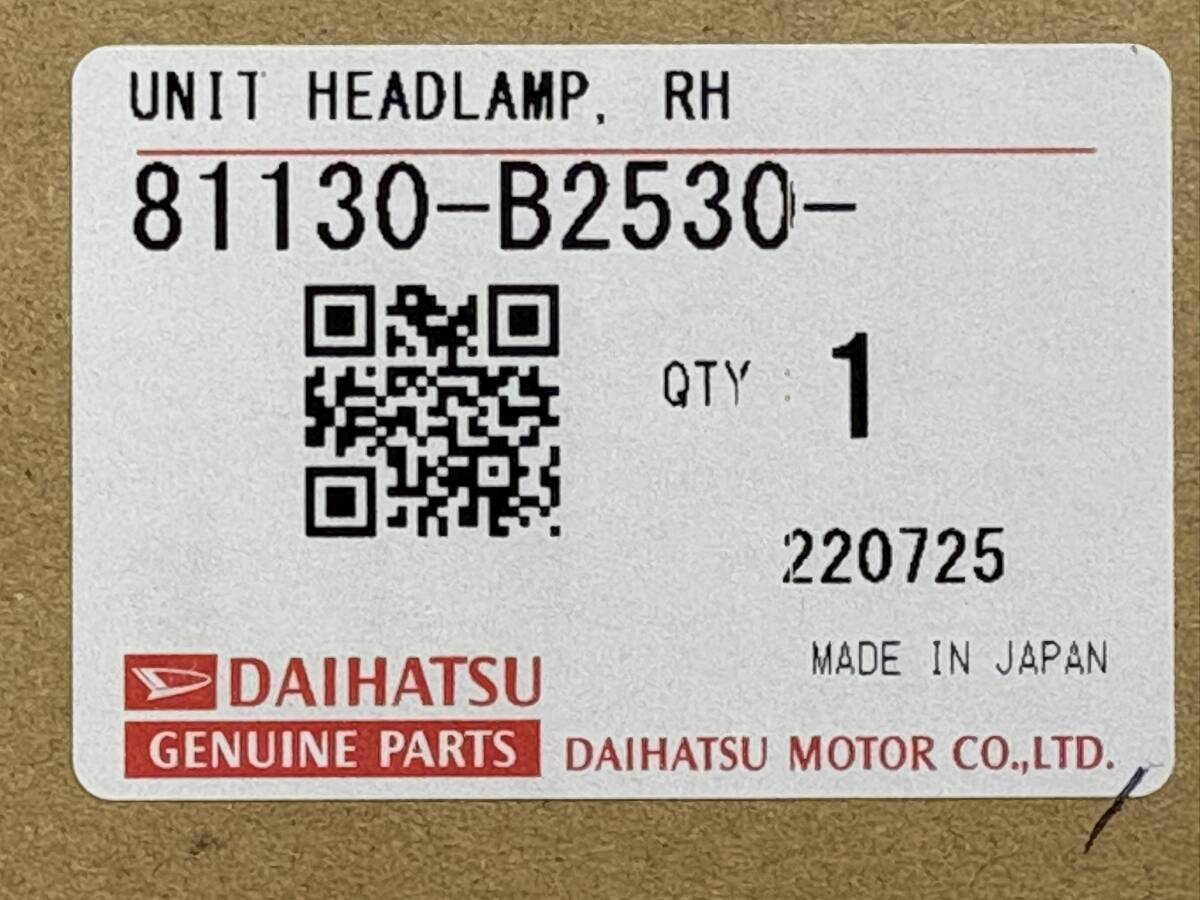 UNIT HEADLAMP, RH
81130-B2530-
QTY : 1
220725
MADE IN JAPAN
DAIHATSU
GENUINE PARTS
DAIHATSU MOTOR CO.,LTD.